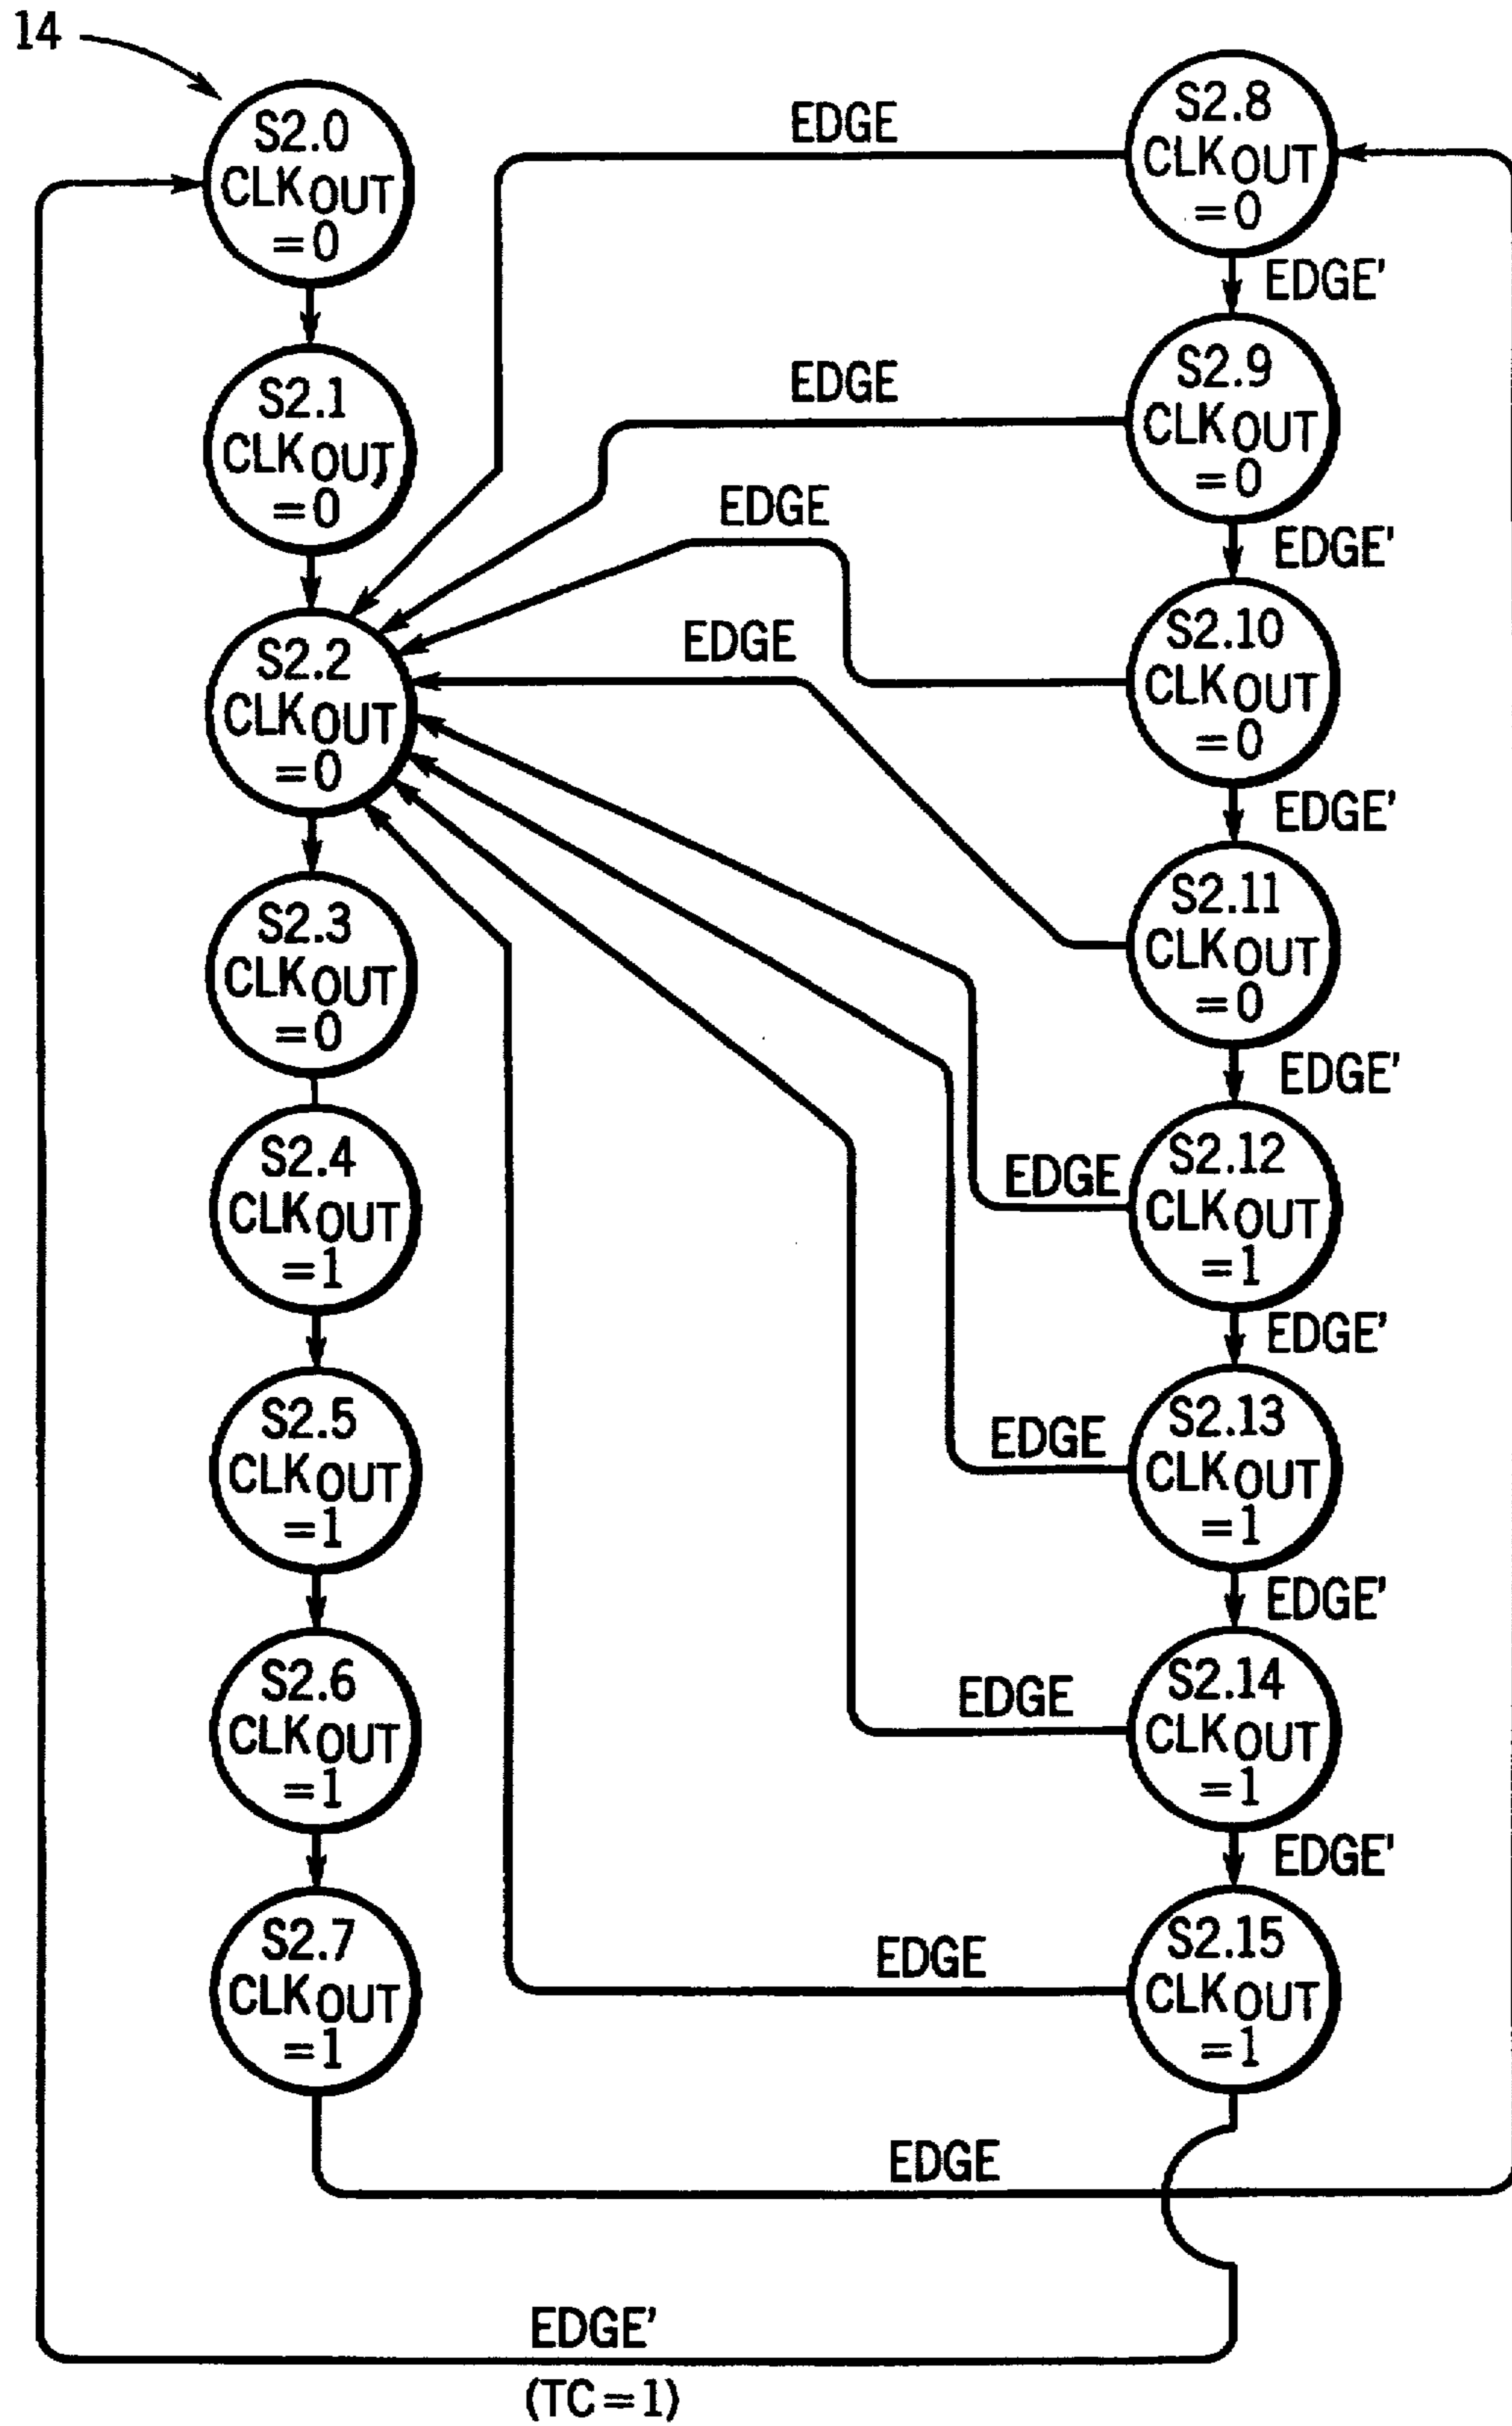 14
S2.0
CLKOUT
=0
S2.1
CLKOUT
=0
S2.2
CLKOUT
=0
S2.3
CLKOUT
=0
S2.4
CLKOUT
=1
S2.5
CLKOUT
=1
S2.6
CLKOUT
=1
S2.7
CLKOUT
=1
EDGE
EDGE
EDGE
EDGE
EDGE
EDGE
EDGE
EDGE
S2.8
CLKOUT
=0
EDGE'
S2.9
CLKOUT
=0
EDGE'
S2.10
CLKOUT
=0
EDGE'
S2.11
CLKOUT
=0
EDGE'
S2.12
CLKOUT
=1
EDGE'
S2.13
CLKOUT
=1
EDGE'
S2.14
CLKOUT
=1
EDGE'
S2.15
CLKOUT
=1
EDGE
EDGE'
(TC=1)